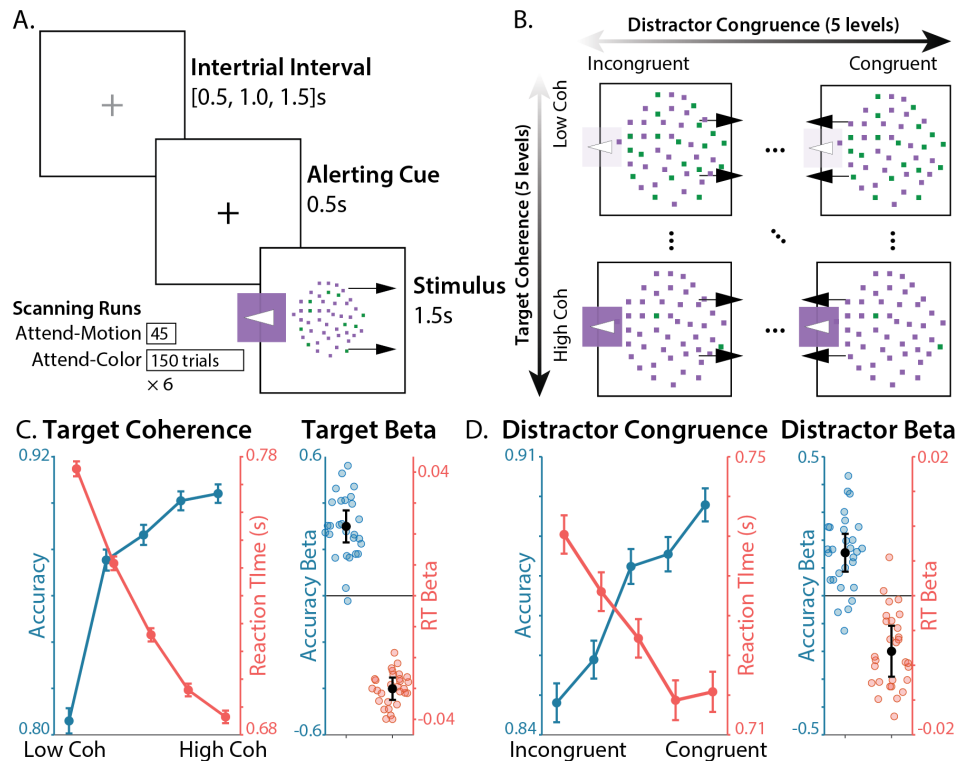 A.
Intertrial Interval
[0.5, 1.0, 1.5]s
Alerting Cue
0.5s
Stimulus
1.5s
Scanning Runs
Attend-Motion 45
Attend-Color 150 trials
× 6
B.
Distractor Congruence (5 levels)
Incongruent Congruent
Target Coherence (5 levels)
Low Coh
High Coh
C. Target Coherence
0.92 0.78
Accuracy
Reaction TIme (s)
0.80 0.68
Low Coh High Coh
Target Beta
0.6 0.04
Accuracy Beta
RT Beta
-0.6 -0.04
D. Distractor Congruence
0.91 0.75
Accuracy
Reaction TIme (s)
0.84 0.71
Incongruent Congruent
Distractor Beta
0.5 0.02
Accuracy Beta
RT Beta
-0.5 -0.02